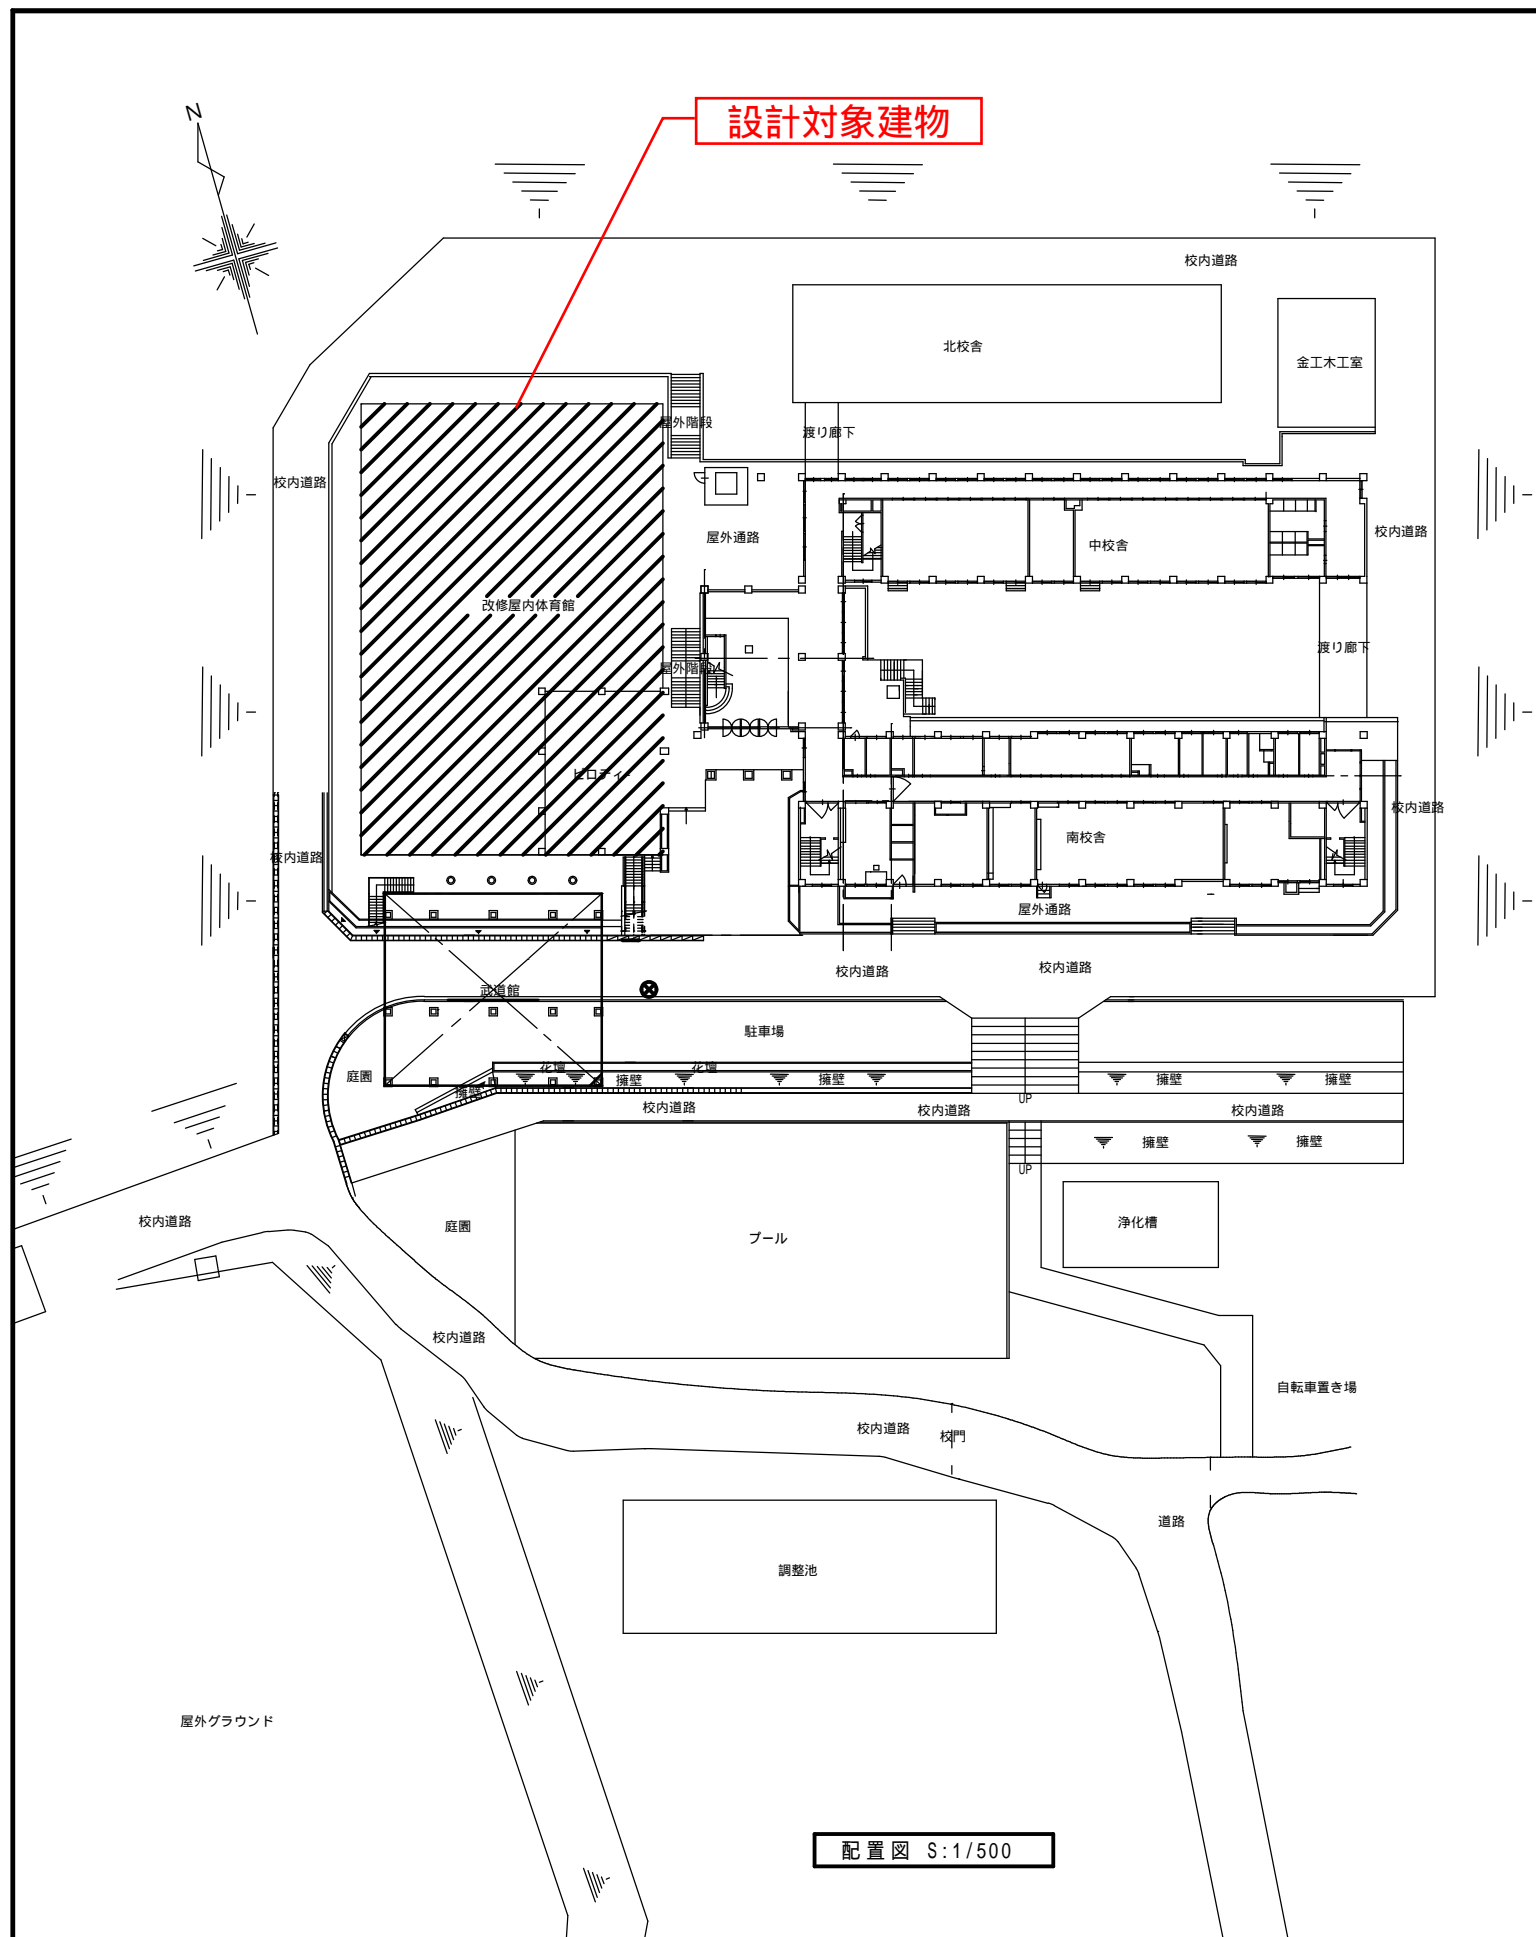 N
設計対象建物
校内道路
北校舎
金工木工室
屋外階段
渡り廊下
校内道路
屋外通路
中校舎
校内道路
改修屋内体育館
屋外階段
渡り廊下
ピロティー
校内道路
南校舎
校内道路
屋外通路
校内道路
校内道路
武道館
駐車場
花壇
花壇
庭園
擁壁
擁壁
擁壁
擁壁
擁壁
UP
校内道路
校内道路
校内道路
擁壁
擁壁
UP
校内道路
庭園
プール
浄化槽
校内道路
自転車置き場
校内道路
校門
道路
調整池
屋外グラウンド
配置図 S:1/500